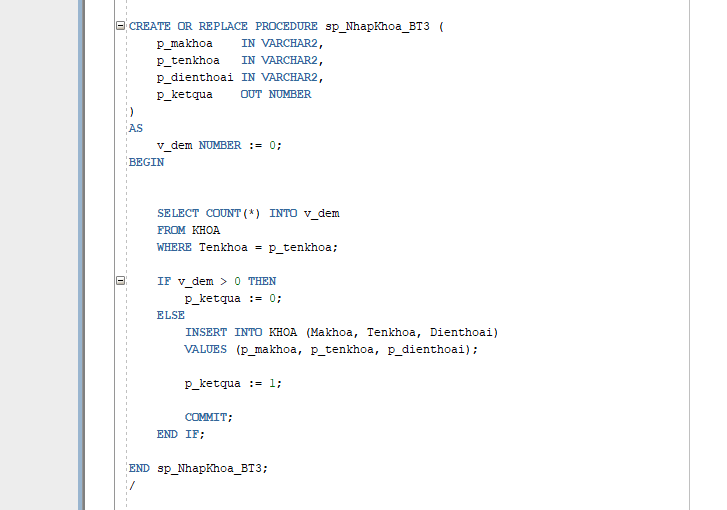 CREATE OR REPLACE PROCEDURE sp_NhapKhoa_BT3 (
    p_makhoa    IN VARCHAR2,
    p_tenkhoa   IN VARCHAR2,
    p_dienthoai IN VARCHAR2,
    p_ketqua    OUT NUMBER
)
AS
    v_dem NUMBER := 0;
BEGIN
    SELECT COUNT(*) INTO v_dem
    FROM KHOA
    WHERE Tenkhoa = p_tenkhoa;
    IF v_dem > 0 THEN
        p_ketqua := 0;
    ELSE
        INSERT INTO KHOA (Makhoa, Tenkhoa, Dienthoai)
        VALUES (p_makhoa, p_tenkhoa, p_dienthoai);
        p_ketqua := 1;
        COMMIT;
    END IF;
END sp_NhapKhoa_BT3;
/